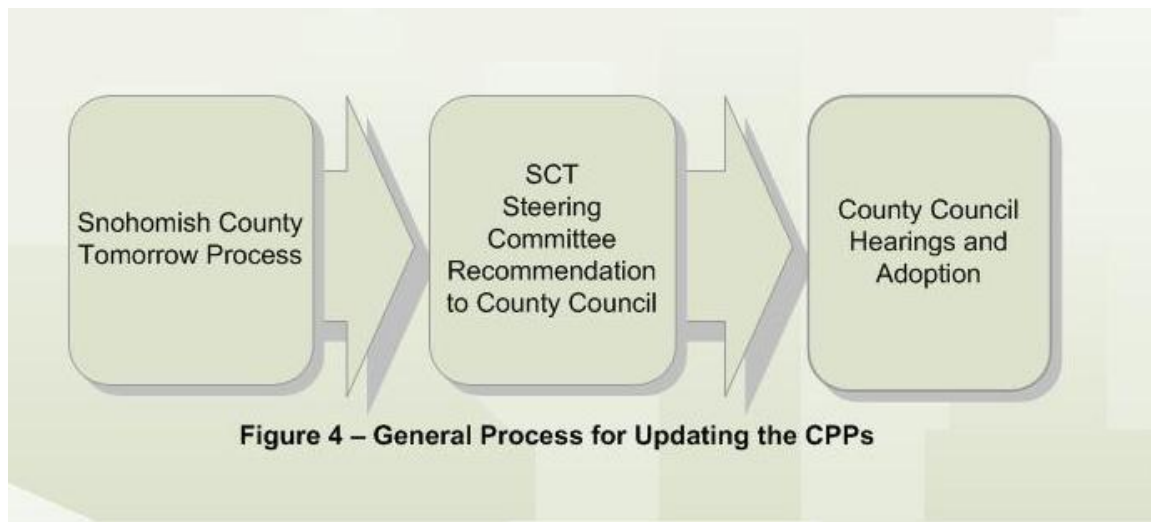 Snohomish County
Tomorrow Process
SCT
Steering
Committee
Recommendation
to County Council
County Council
Hearings and
Adoption
Figure 4 – General Process for Updating the CPPs